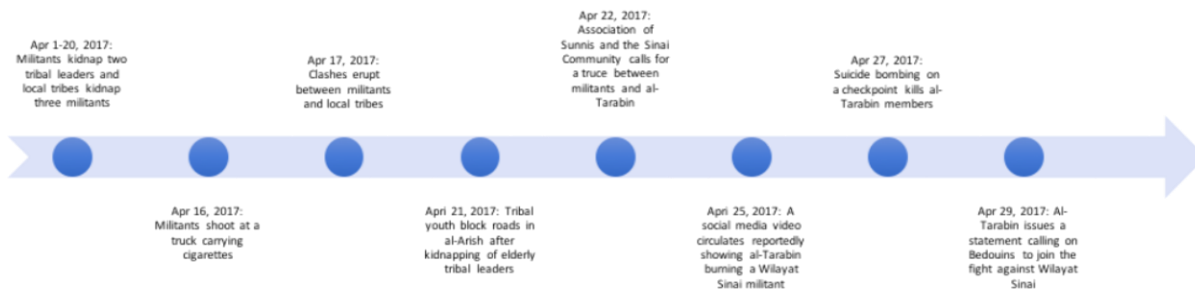 Apr 1-20, 2017:
Militants kidnap two
tribal leaders and
local tribes kidnap
three militants
Apr 16, 2017:
Militants shoot at a
truck carrying
cigarettes
Apr 17, 2017:
Clashes erupt
between militants
and local tribes
Apri 21, 2017: Tribal
youth block roads in
al-Arish after
kidnapping of elderly
tribal leaders
Apr 22, 2017:
Association of
Sunnis and the Sinai
Community calls for
a truce between
militants and al-
Tarabin
Apri 25, 2017: A
social media video
circulates reportedly
showing al-Tarabin
burning a Wilayat
Sinai militant
Apr 27, 2017:
Suicide bombing on
a checkpoint kills al-
Tarabin members
Apr 29, 2017: Al-
Tarabin issues a
statement calling on
Bedouins to join the
fight against Wilayat
Sinai